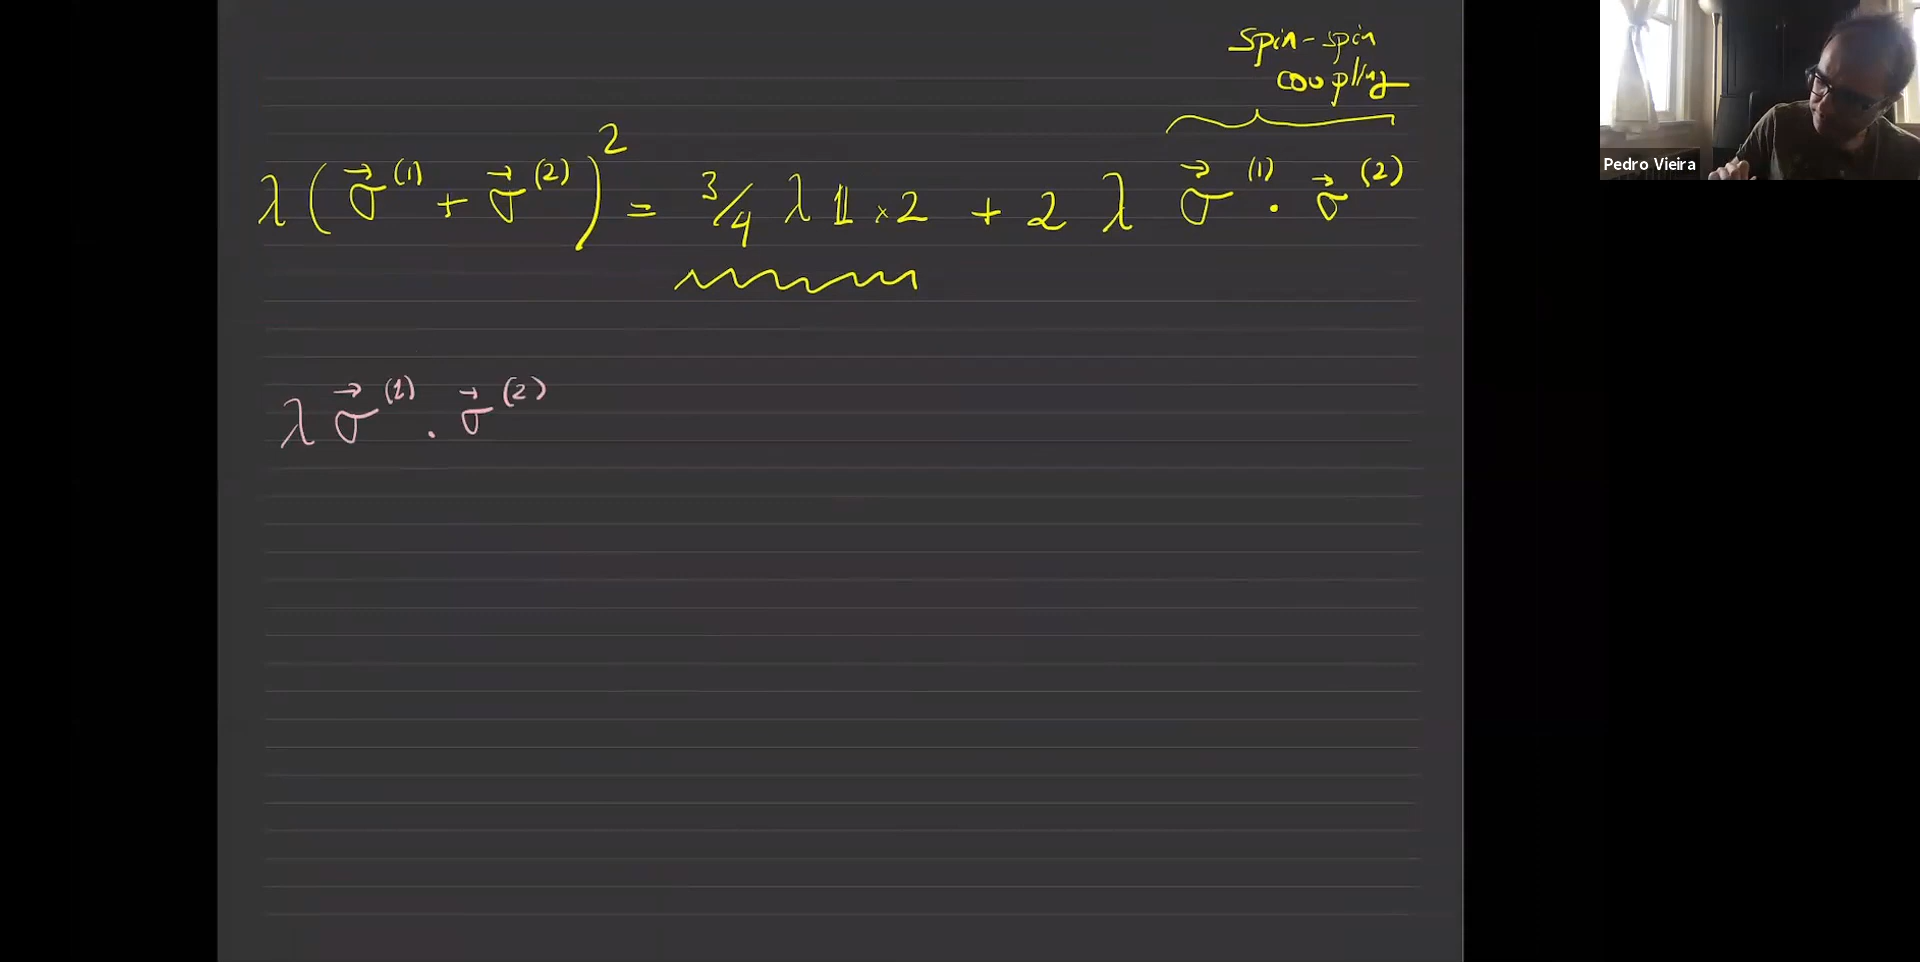 spin-spin
coupling
λ(σ⃗⁽¹⁾ + σ⃗⁽²⁾)² = 3/4 λ 𝟙 × 2 + 2 λ σ⃗⁽¹⁾ · σ⃗⁽²⁾
λ σ⃗⁽¹⁾ . σ⃗⁽²⁾
Pedro Vieira